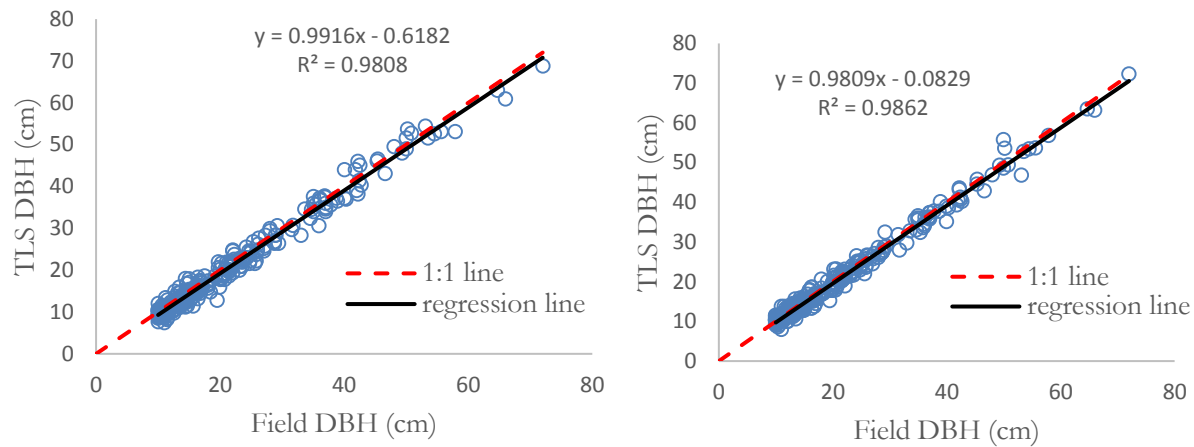 80
70
60
50
40
30
20
10
0
TLS DBH (cm)
y = 0.9916x - 0.6182
R² = 0.9808
1:1 line
regression line
0 20 40 60 80
Field DBH (cm)
80
70
60
50
40
30
20
10
0
TLS DBH (cm)
y = 0.9809x - 0.0829
R² = 0.9862
1:1 line
regression line
0 20 40 60 80
Field DBH (cm)